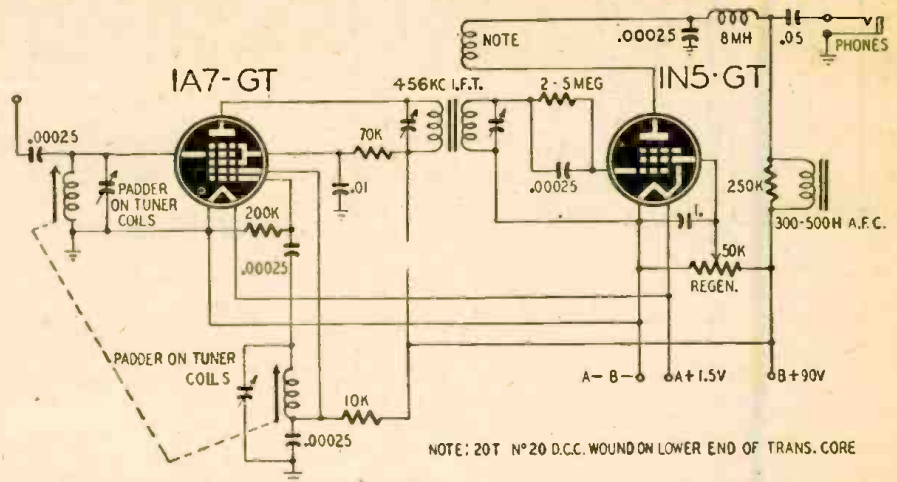 NOTE
.00025
8MH
.05
PHONES
1A7-GT
456KC I.F.T.
2-5 MEG
1N5·GT
.00025
70K
PADDER
ON TUNER
COILS
.01
.00025
200K
250K
300-500H A.F.C.
.00025
1.
50K
REGEN.
PADDER ON TUNER
COILS
A- B-
A+1.5V
B+90V
10K
.00025
NOTE: 20T Nº20 D.C.C. WOUND ON LOWER END OF TRANS. CORE